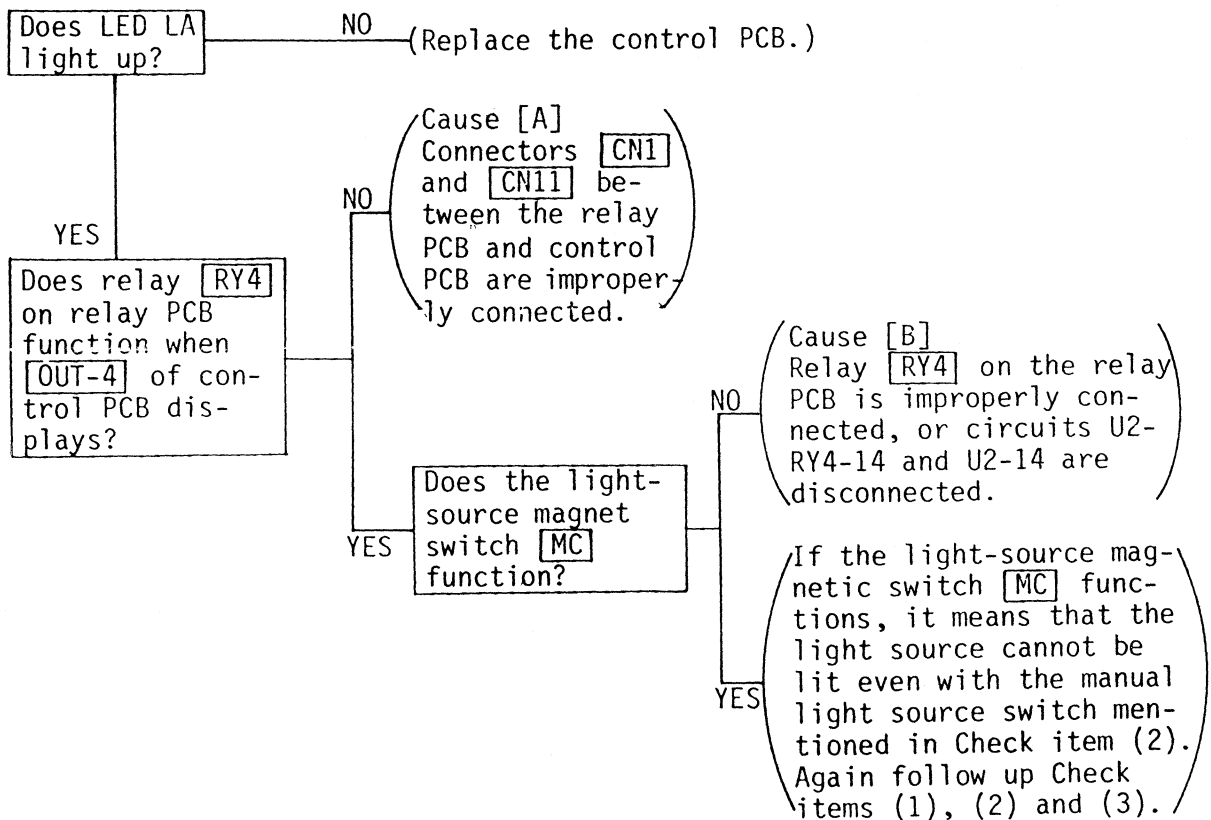 Does LED LA
light up?
NO
(Replace the control PCB.)
YES
Does relay RY4
on relay PCB
function when
OUT-4 of con-
trol PCB dis-
plays?
NO
Cause [A]
Connectors CN1
and CN11 be-
tween the relay
PCB and control
PCB are improper-
ly connected.
YES
Does the light-
source magnet
switch MC
function?
NO
Cause [B]
Relay RY4 on the relay
PCB is improperly con-
nected, or circuits U2-
RY4-14 and U2-14 are
disconnected.
YES
If the light-source mag-
netic switch MC func-
tions, it means that the
light source cannot be
lit even with the manual
light source switch men-
tioned in Check item (2).
Again follow up Check
items (1), (2) and (3).